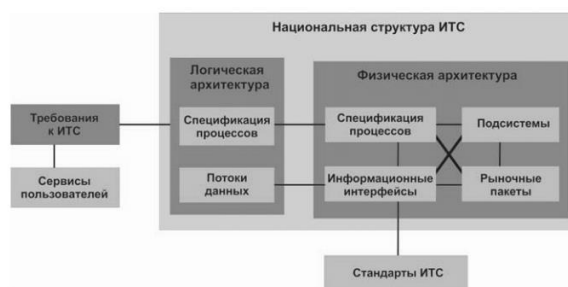 Национальная структура ИТС
Логическая
архитектура
Физическая архитектура
Требования
к ИТС
Спецификация
процессов
Спецификация
процессов
Подсистемы
Сервисы
пользователей
Потоки
данных
Информационные
интерфейсы
Рыночные
пакеты
Стандарты ИТС